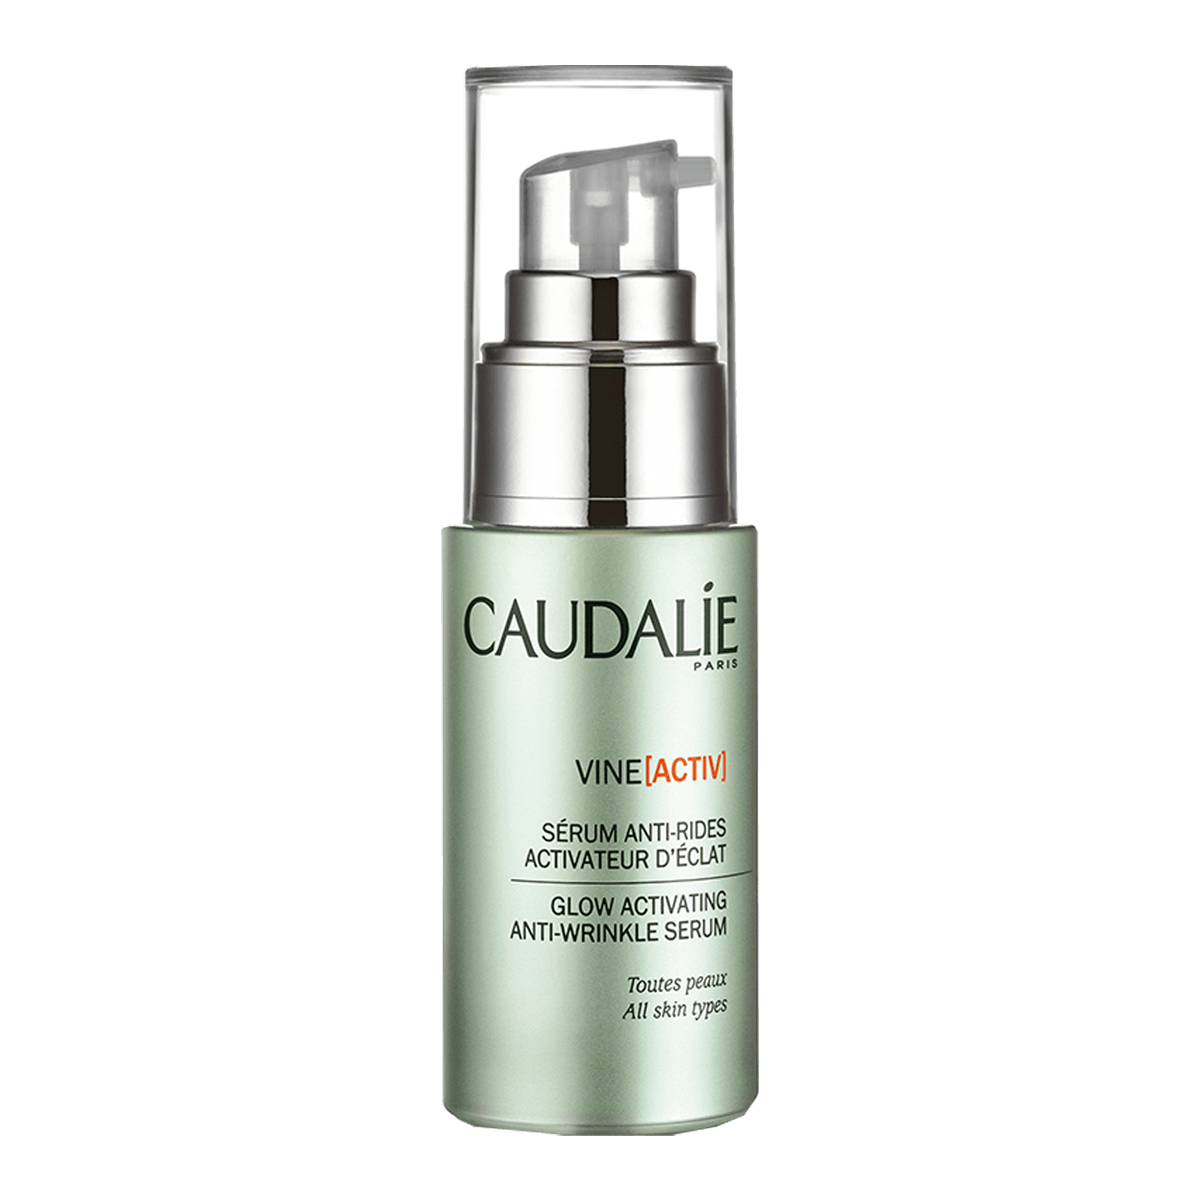 CAUDALIE
PARIS
VINE[ACTIV]
SÉRUM ANTI-RIDES
ACTIVATEUR D'ÉCLAT
GLOW ACTIVATING
ANTI-WRINKLE SERUM
Toutes peaux
All skin types